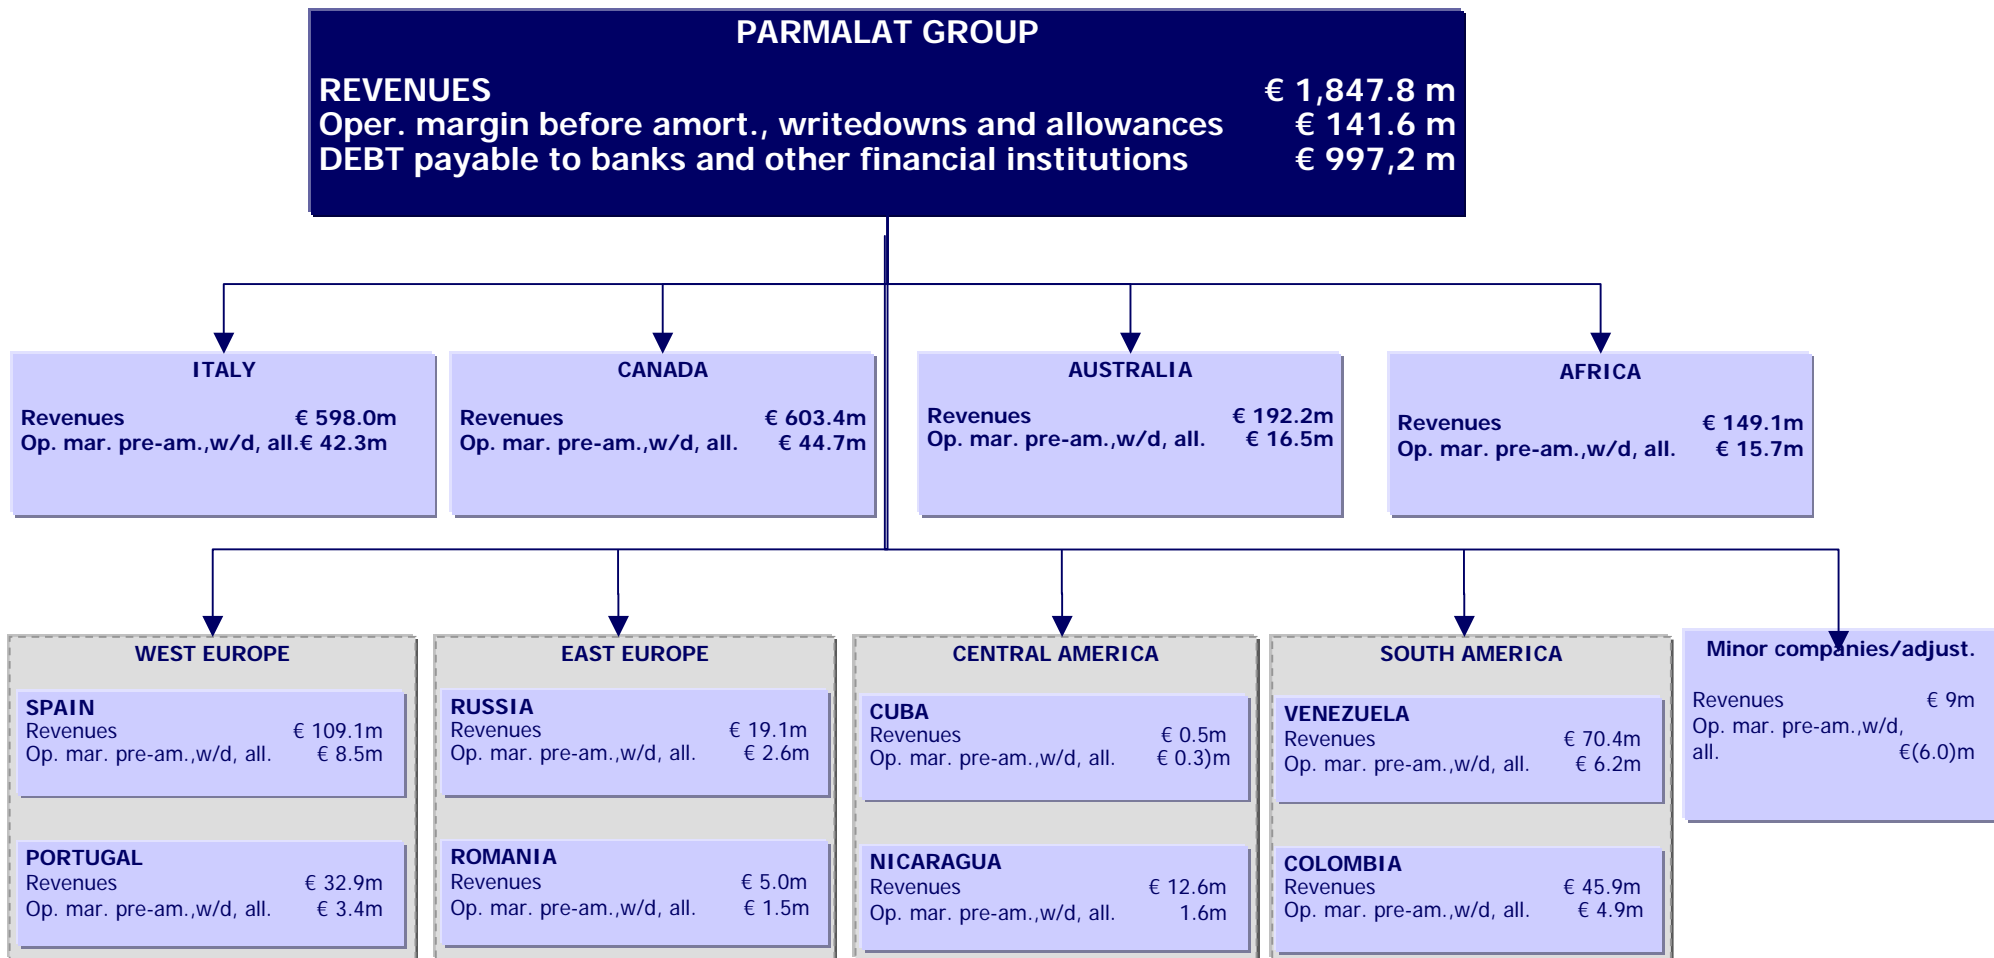 PARMALAT GROUP
REVENUES € 1,847.8 m
Oper. margin before amort., writedowns and allowances € 141.6 m
DEBT payable to banks and other financial institutions € 997,2 m
ITALY
Revenues € 598.0m
Op. mar. pre-am.,w/d, all.€ 42.3m
CANADA
Revenues € 603.4m
Op. mar. pre-am.,w/d, all. € 44.7m
AUSTRALIA
Revenues € 192.2m
Op. mar. pre-am.,w/d, all. € 16.5m
AFRICA
Revenues € 149.1m
Op. mar. pre-am.,w/d, all. € 15.7m
WEST EUROPE
SPAIN
Revenues € 109.1m
Op. mar. pre-am.,w/d, all. € 8.5m
PORTUGAL
Revenues € 32.9m
Op. mar. pre-am.,w/d, all. € 3.4m
EAST EUROPE
RUSSIA
Revenues € 19.1m
Op. mar. pre-am.,w/d, all. € 2.6m
ROMANIA
Revenues € 5.0m
Op. mar. pre-am.,w/d, all. € 1.5m
CENTRAL AMERICA
CUBA
Revenues € 0.5m
Op. mar. pre-am.,w/d, all. € 0.3)m
NICARAGUA
Revenues € 12.6m
Op. mar. pre-am.,w/d, all. 1.6m
SOUTH AMERICA
VENEZUELA
Revenues € 70.4m
Op. mar. pre-am.,w/d, all. € 6.2m
COLOMBIA
Revenues € 45.9m
Op. mar. pre-am.,w/d, all. € 4.9m
Minor companies/adjust.
Revenues € 9m
Op. mar. pre-am.,w/d,
all. €(6.0)m